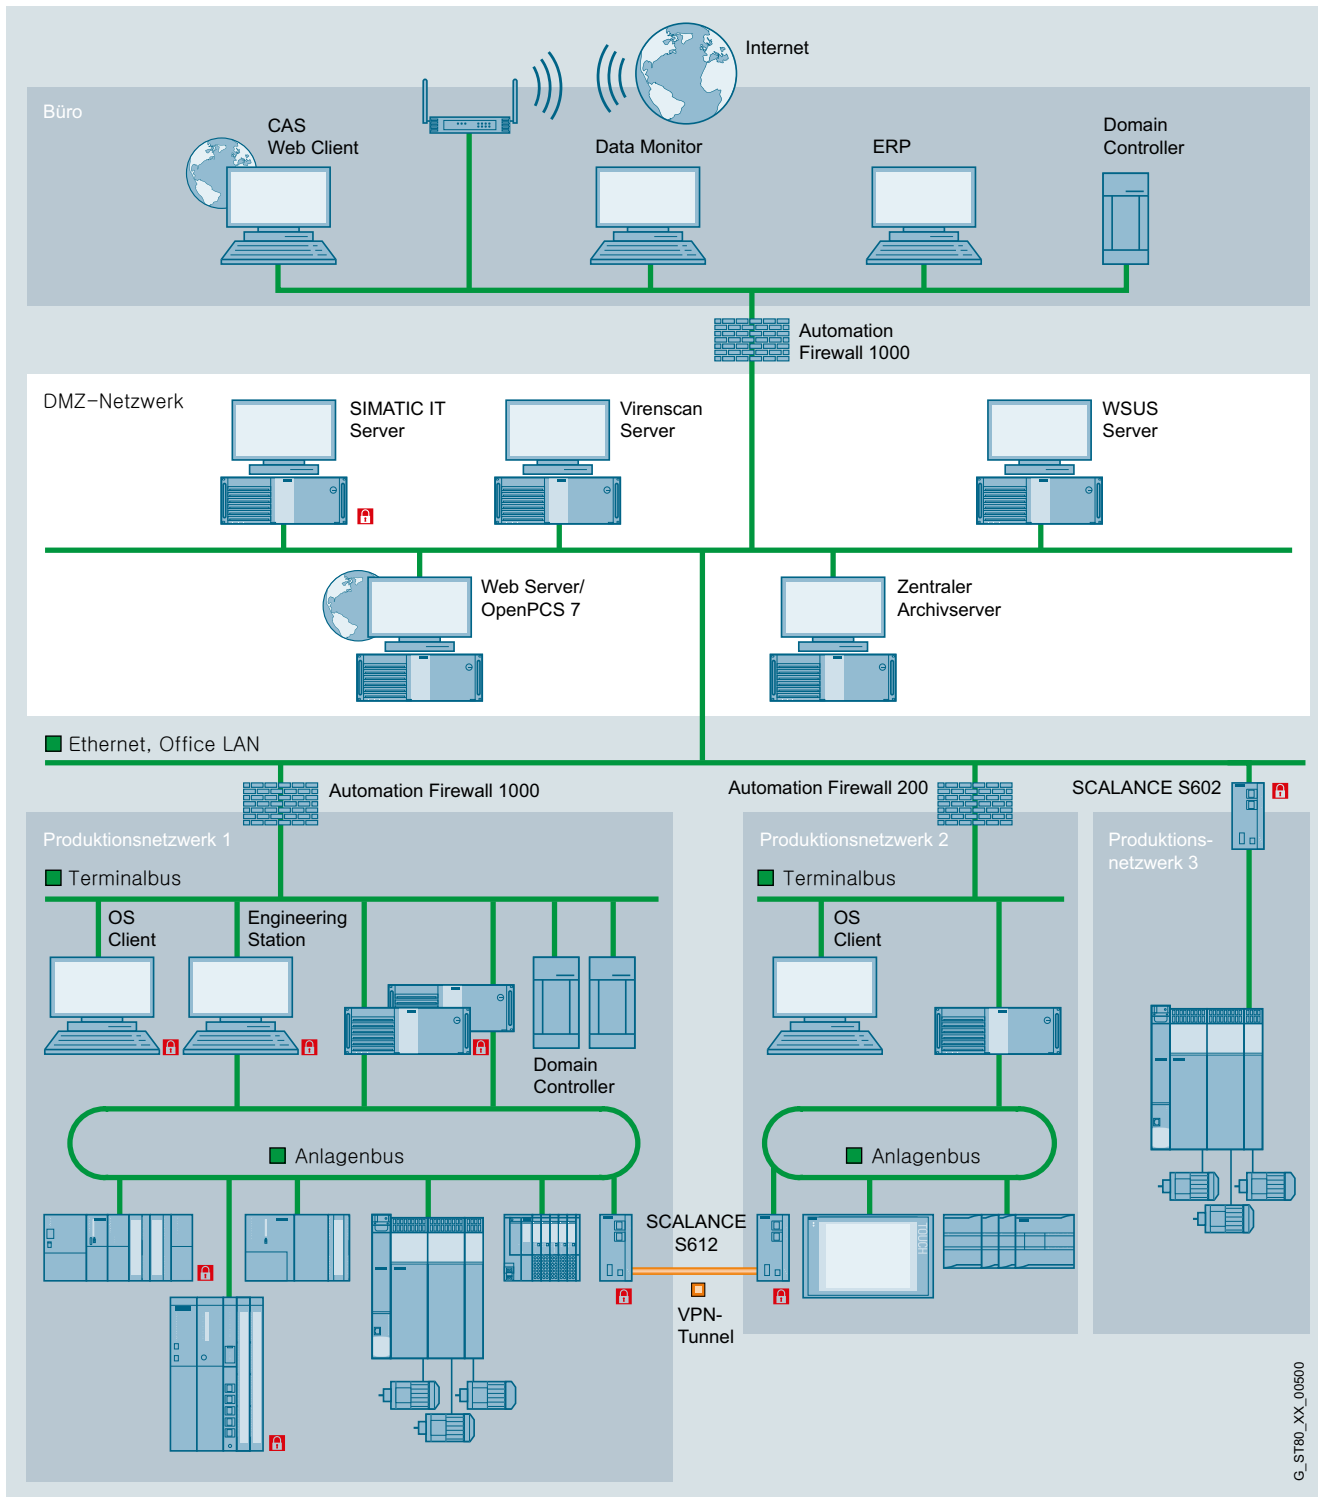 Internet
Büro
CAS
Web Client
Data Monitor
ERP
Domain
Controller
Automation
Firewall 1000
DMZ-Netzwerk
SIMATIC IT
Server
Virenscan
Server
WSUS
Server
Web Server/
OpenPCS 7
Zentraler
Archivserver
Ethernet, Office LAN
Automation Firewall 1000
Automation Firewall 200
SCALANCE S602
Produktionsnetzwerk 1
Terminalbus
OS
Client
Engineering
Station
Domain
Controller
Anlagenbus
Produktionsnetzwerk 2
Terminalbus
OS
Client
Anlagenbus
TOUCH
Produktions-
netzwerk 3
SCALANCE
S612
VPN-
Tunnel
G_ST80_XX_00500